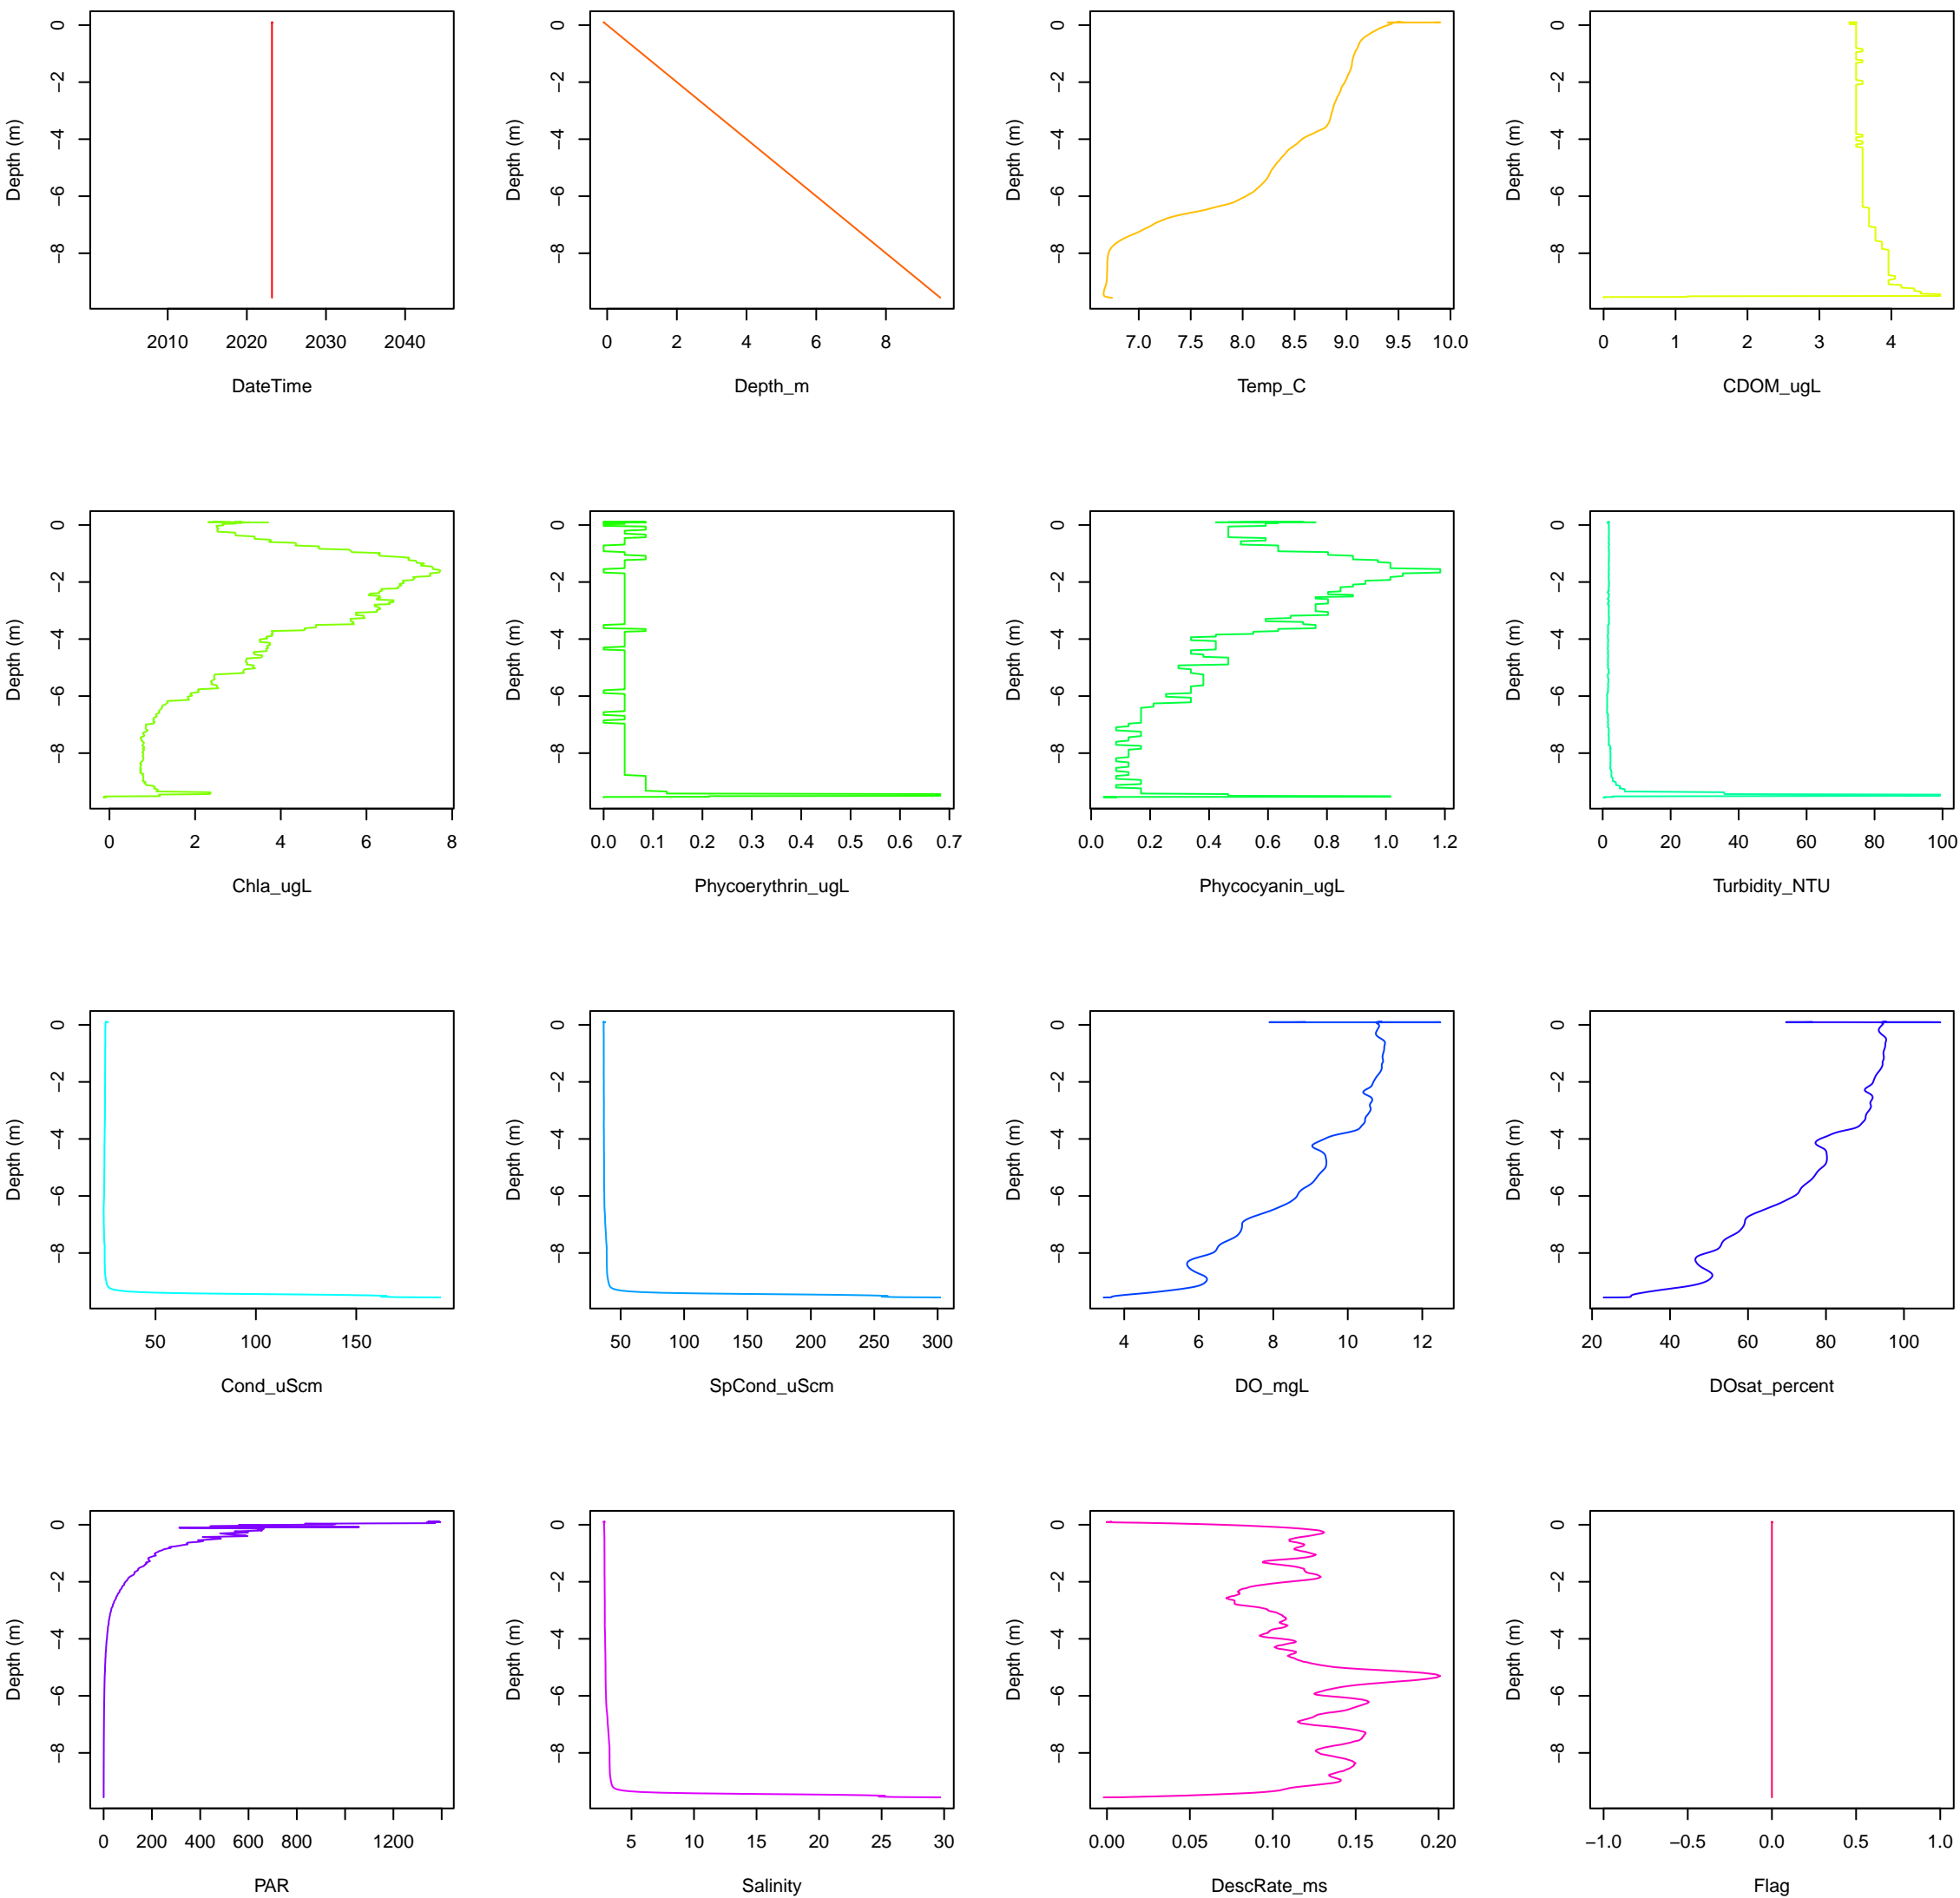 0
−2
−4
−6
−8
Depth (m)
2010 2020 2030 2040
DateTime
0
−2
−4
−6
−8
Depth (m)
0 2 4 6 8
Depth_m
0
−2
−4
−6
−8
Depth (m)
7.0 7.5 8.0 8.5 9.0 9.5 10.0
Temp_C
0
−2
−4
−6
−8
Depth (m)
0 1 2 3 4
CDOM_ugL
0
−2
−4
−6
−8
Depth (m)
0 2 4 6 8
Chla_ugL
0
−2
−4
−6
−8
Depth (m)
0.0 0.1 0.2 0.3 0.4 0.5 0.6 0.7
Phycoerythrin_ugL
0
−2
−4
−6
−8
Depth (m)
0.0 0.2 0.4 0.6 0.8 1.0 1.2
Phycocyanin_ugL
0
−2
−4
−6
−8
Depth (m)
0 20 40 60 80 100
Turbidity_NTU
0
−2
−4
−6
−8
Depth (m)
50 100 150
Cond_uScm
0
−2
−4
−6
−8
Depth (m)
50 100 150 200 250 300
SpCond_uScm
0
−2
−4
−6
−8
Depth (m)
4 6 8 10 12
DO_mgL
0
−2
−4
−6
−8
Depth (m)
20 40 60 80 100
DOsat_percent
0
−2
−4
−6
−8
Depth (m)
0 200 400 600 800 1200
PAR
0
−2
−4
−6
−8
Depth (m)
5 10 15 20 25 30
Salinity
0
−2
−4
−6
−8
Depth (m)
0.00 0.05 0.10 0.15 0.20
DescRate_ms
0
−2
−4
−6
−8
Depth (m)
−1.0 −0.5 0.0 0.5 1.0
Flag